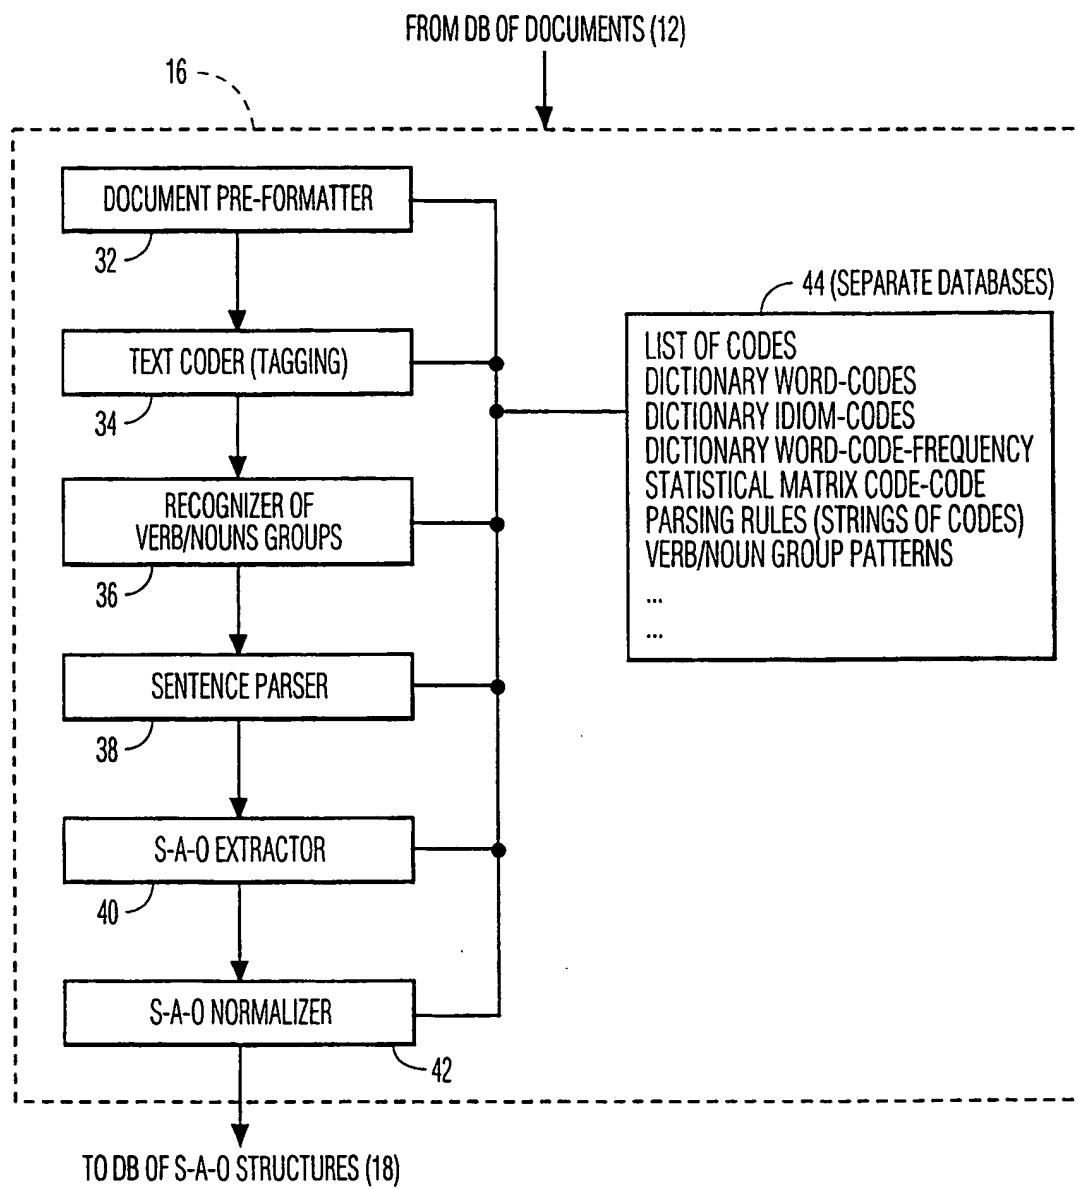 FROM DB OF DOCUMENTS (12)
16
DOCUMENT PRE-FORMATTER
32
44 (SEPARATE DATABASES)
TEXT CODER (TAGGING)
34
LIST OF CODES
DICTIONARY WORD-CODES
DICTIONARY IDIOM-CODES
DICTIONARY WORD-CODE-FREQUENCY
STATISTICAL MATRIX CODE-CODE
PARSING RULES (STRINGS OF CODES)
VERB/NOUN GROUP PATTERNS
...
...
RECOGNIZER OF
VERB/NOUNS GROUPS
36
SENTENCE PARSER
38
S-A-O EXTRACTOR
40
S-A-O NORMALIZER
42
TO DB OF S-A-O STRUCTURES (18)